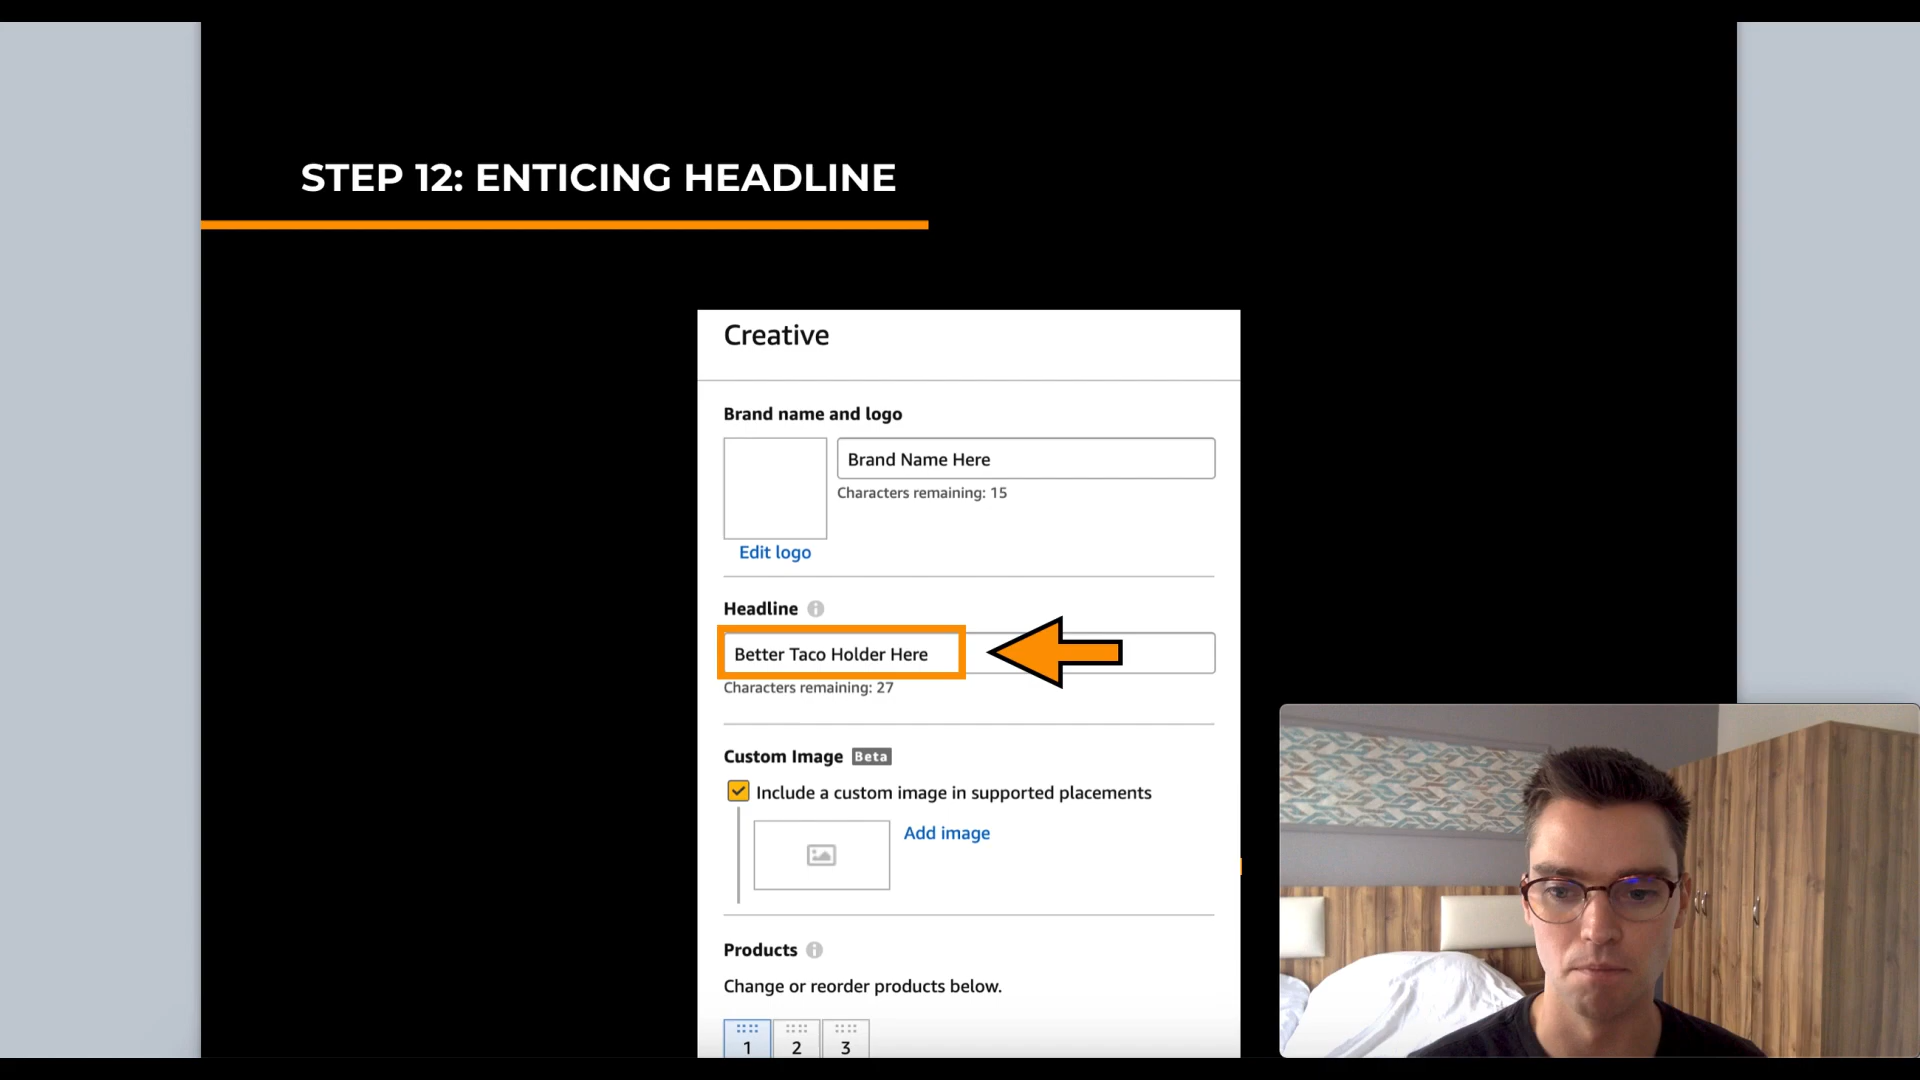 STEP 12: ENTICING HEADLINE
Creative
Brand name and logo
Brand Name Here
Characters remaining: 15
Edit logo
Headline
Better Taco Holder Here
Characters remaining: 27
Custom Image Beta
Include a custom image in supported placements
Add image
Products
Change or reorder products below.
1 2 3